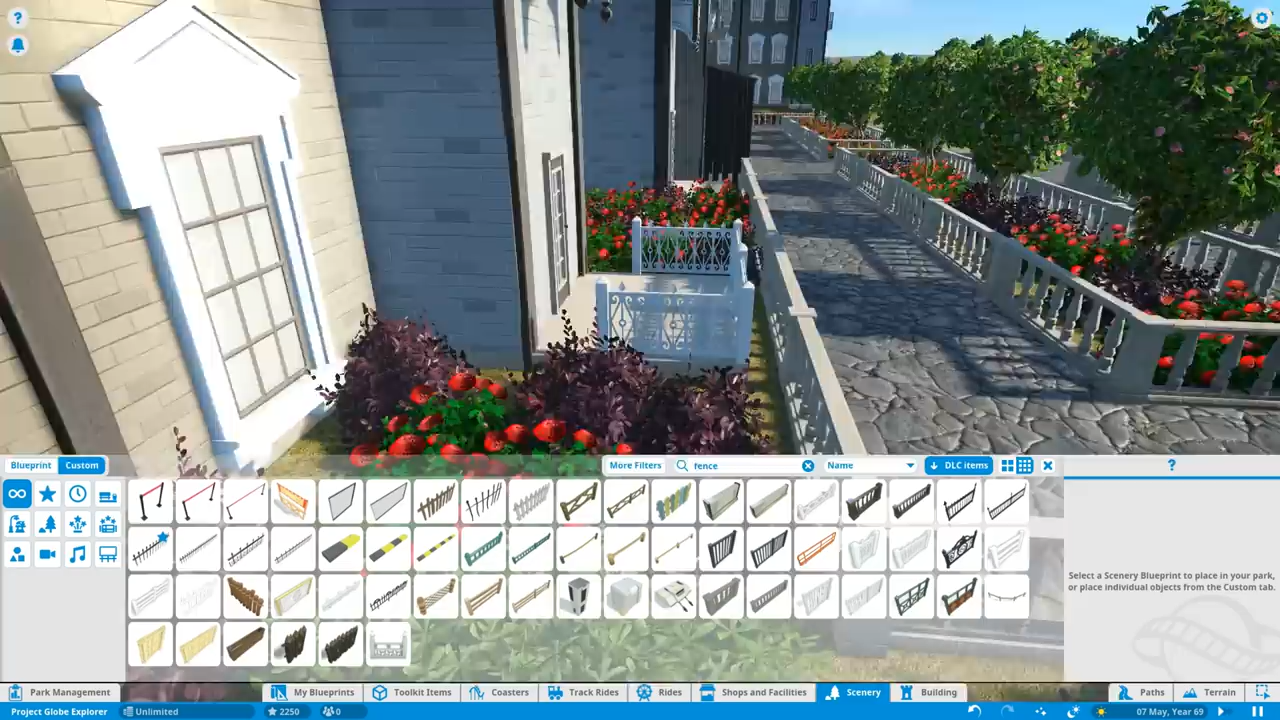 ?
Blueprint Custom More Filters fence Name DLC items ?
Select a Scenery Blueprint to place in your park,
or place individual objects from the Custom tab.
Park Management My Blueprints Toolkit Items Coasters Track Rides Rides Shops and Facilities Scenery Building Paths Terrain
Project Globe Explorer Unlimited 2250 0 07 May, Year 69